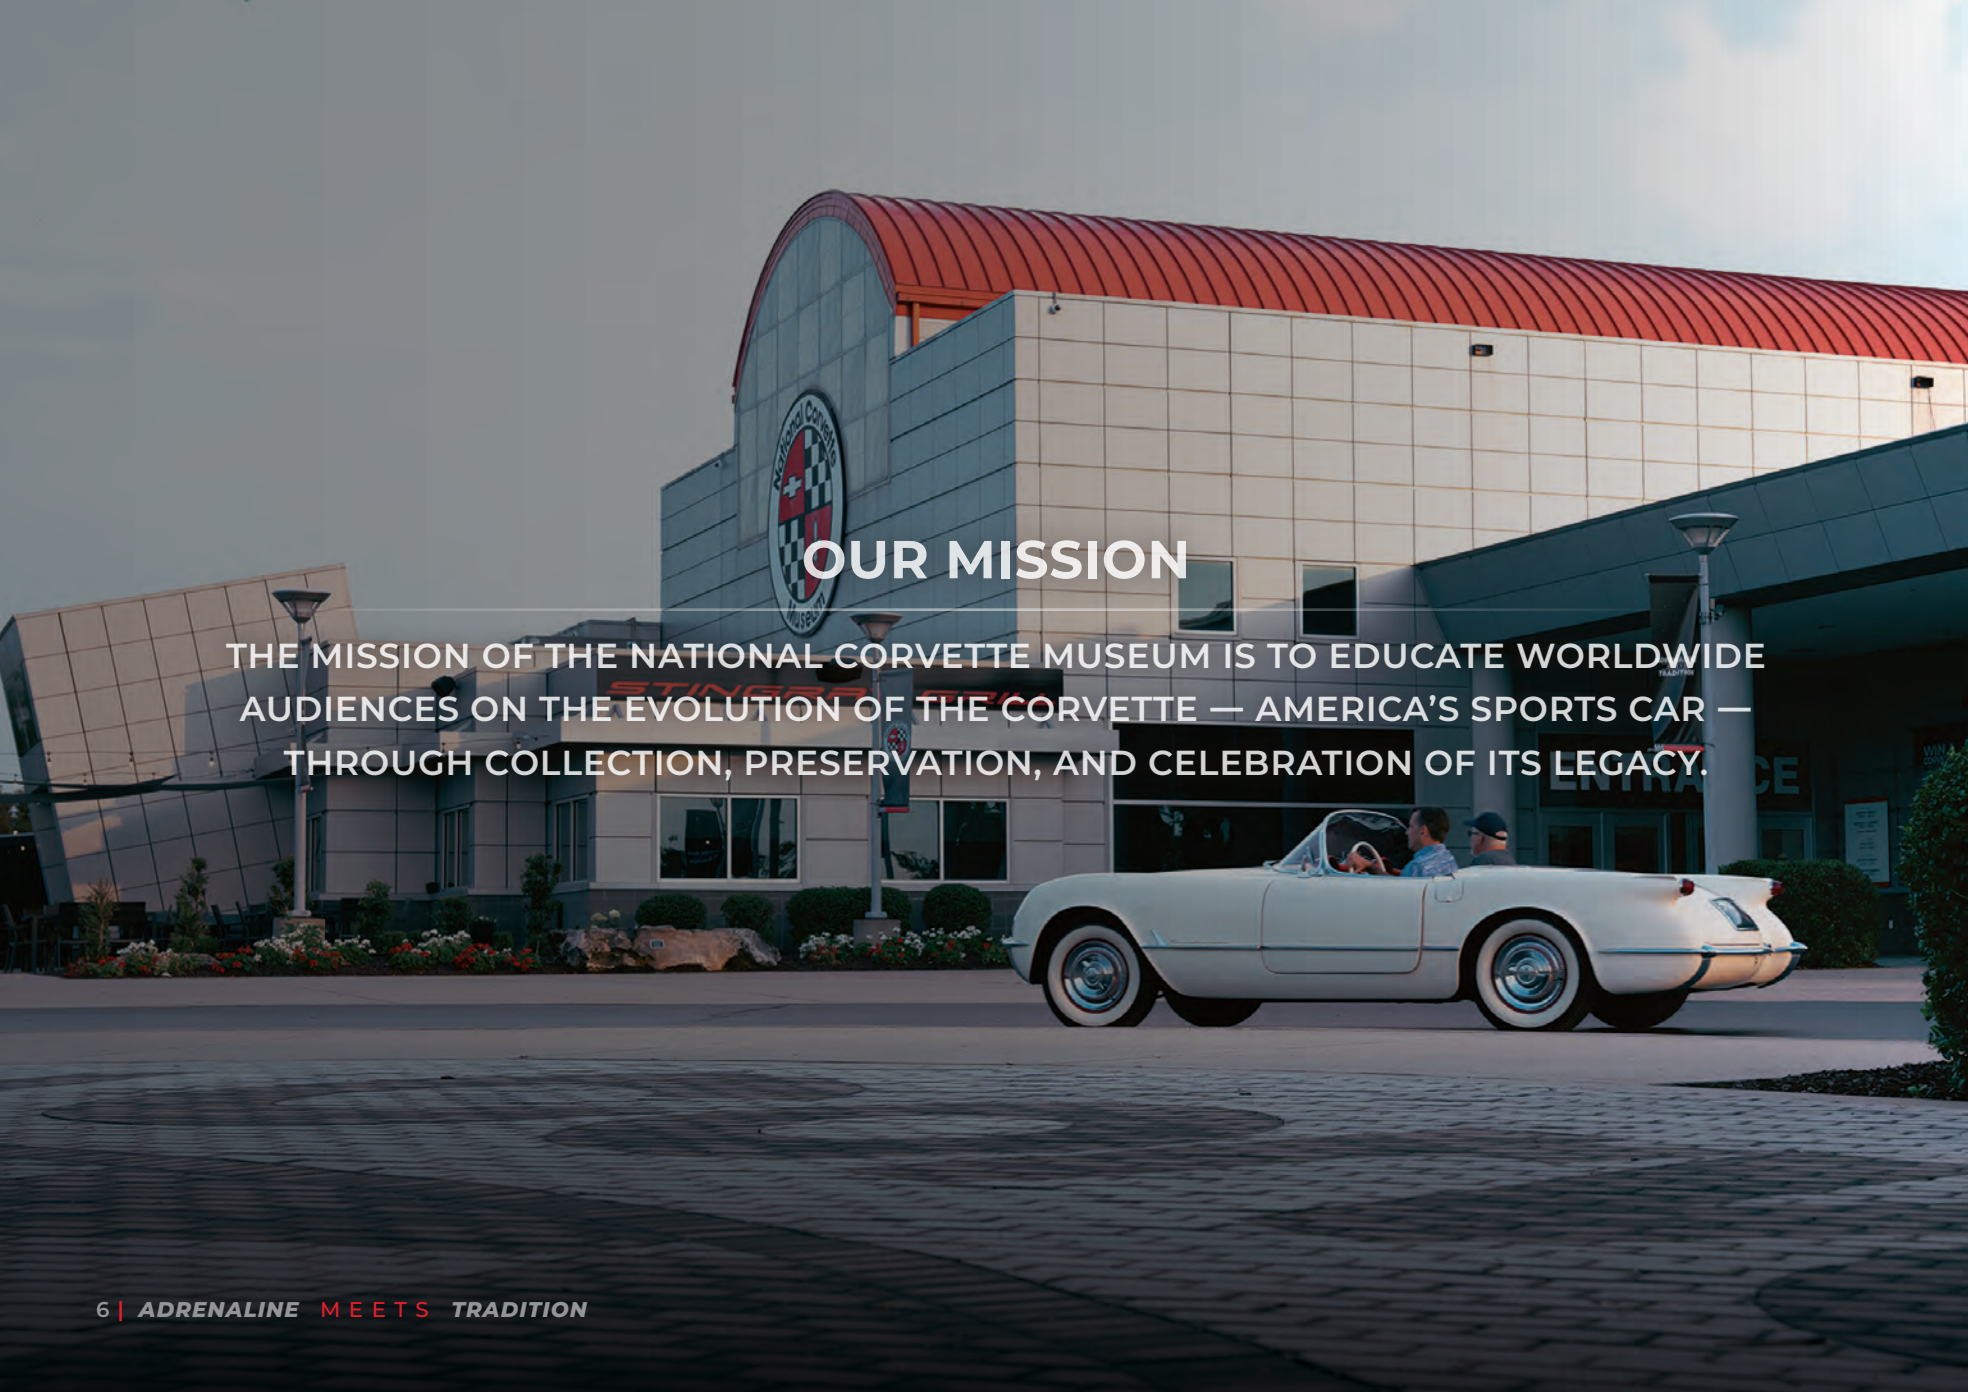 National Corvette
Museum
OUR MISSION
THE MISSION OF THE NATIONAL CORVETTE MUSEUM IS TO EDUCATE WORLDWIDE
AUDIENCES ON THE EVOLUTION OF THE CORVETTE — AMERICA’S SPORTS CAR —
THROUGH COLLECTION, PRESERVATION, AND CELEBRATION OF ITS LEGACY.
TRADITION
ENTRANCE
6 | ADRENALINE MEETS TRADITION